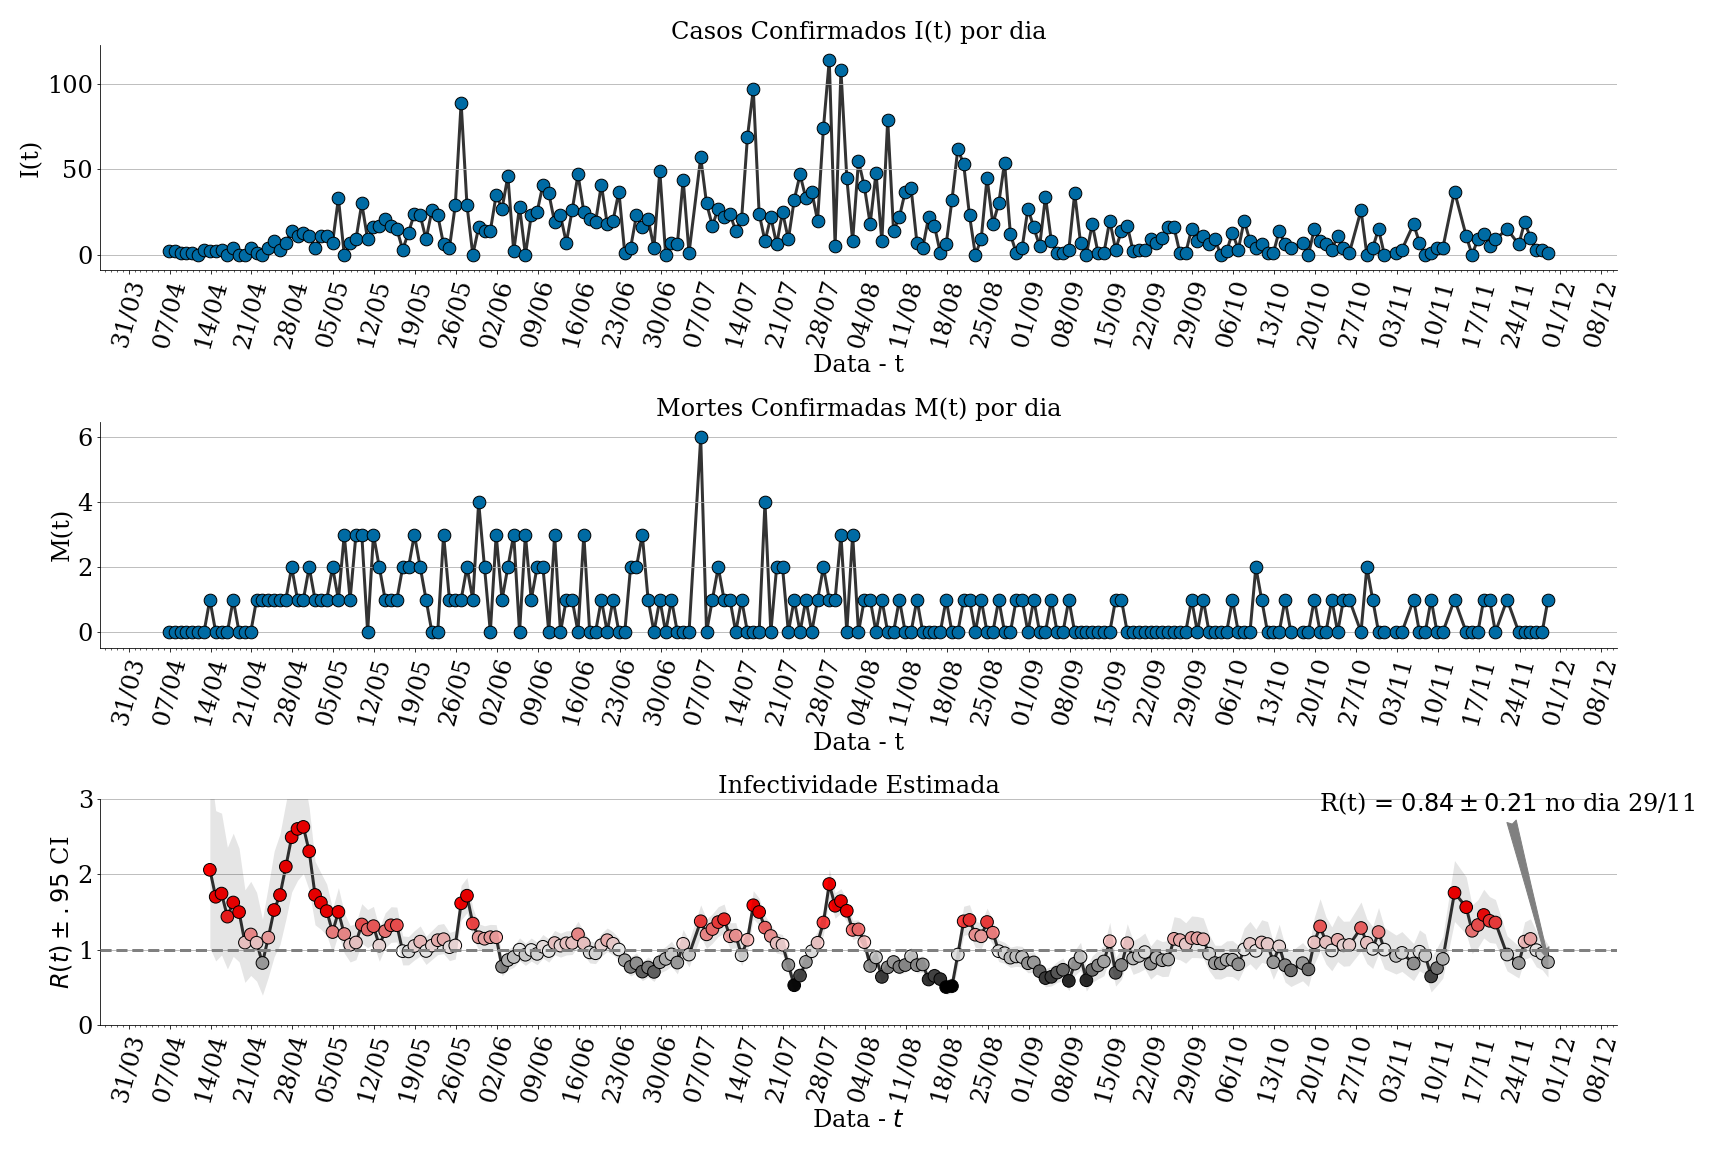 Casos Confirmados I(t) por dia
I(t)
100
50
0
31/03 07/04 14/04 21/04 28/04 05/05 12/05 19/05 26/05 02/06 09/06 16/06 23/06 30/06 07/07 14/07 21/07 28/07 04/08 11/08 18/08 25/08 01/09 08/09 15/09 22/09 29/09 06/10 13/10 20/10 27/10 03/11 10/11 17/11 24/11 01/12 08/12
Data - t
Mortes Confirmadas M(t) por dia
M(t)
6
4
2
0
31/03 07/04 14/04 21/04 28/04 05/05 12/05 19/05 26/05 02/06 09/06 16/06 23/06 30/06 07/07 14/07 21/07 28/07 04/08 11/08 18/08 25/08 01/09 08/09 15/09 22/09 29/09 06/10 13/10 20/10 27/10 03/11 10/11 17/11 24/11 01/12 08/12
Data - t
Infectividade Estimada
R(t) ± .95 CI
3
2
1
0
R(t) = 0.84 ± 0.21 no dia 29/11
31/03 07/04 14/04 21/04 28/04 05/05 12/05 19/05 26/05 02/06 09/06 16/06 23/06 30/06 07/07 14/07 21/07 28/07 04/08 11/08 18/08 25/08 01/09 08/09 15/09 22/09 29/09 06/10 13/10 20/10 27/10 03/11 10/11 17/11 24/11 01/12 08/12
Data - t